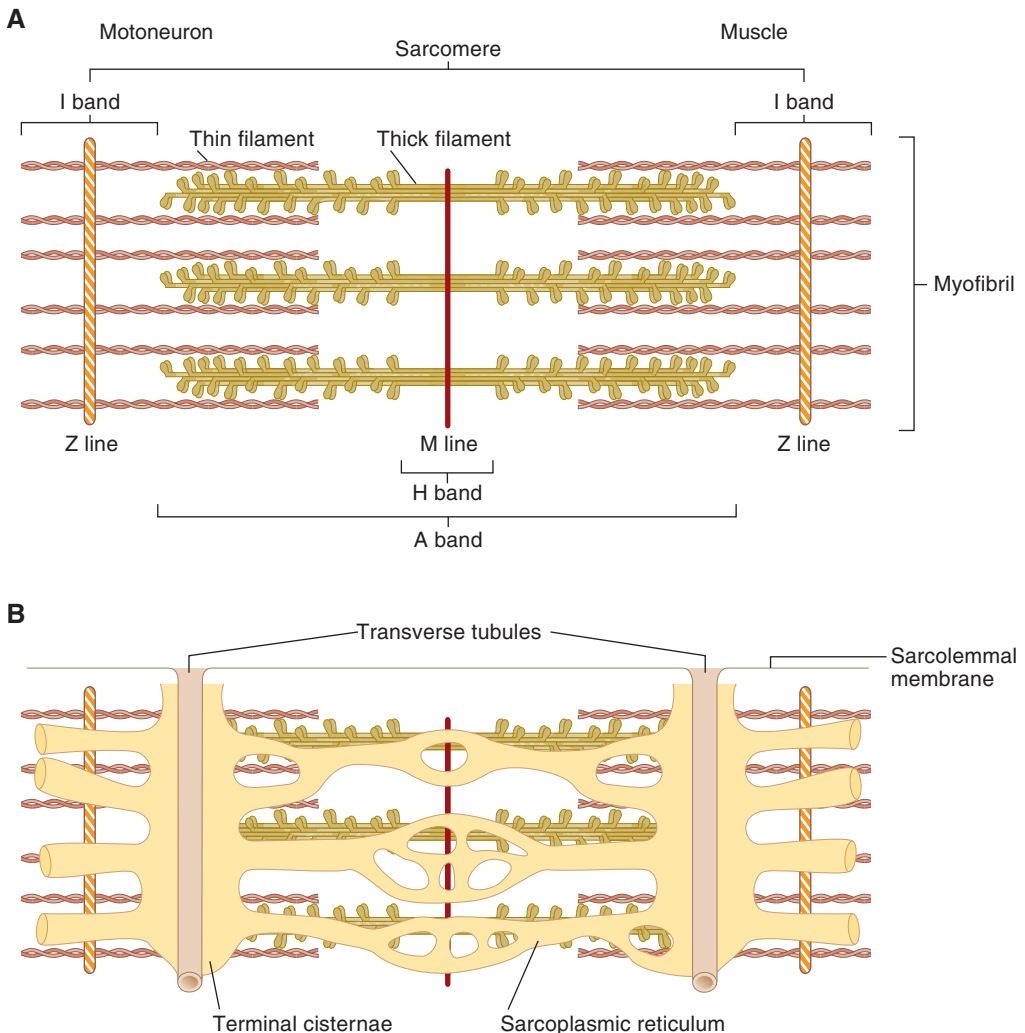 A
Motoneuron
Muscle
Sarcomere
I band
I band
Thin filament
Thick filament
Myofibril
Z line
M line
Z line
H band
A band
B
Transverse tubules
Sarcolemmal
membrane
Terminal cisternae
Sarcoplasmic reticulum